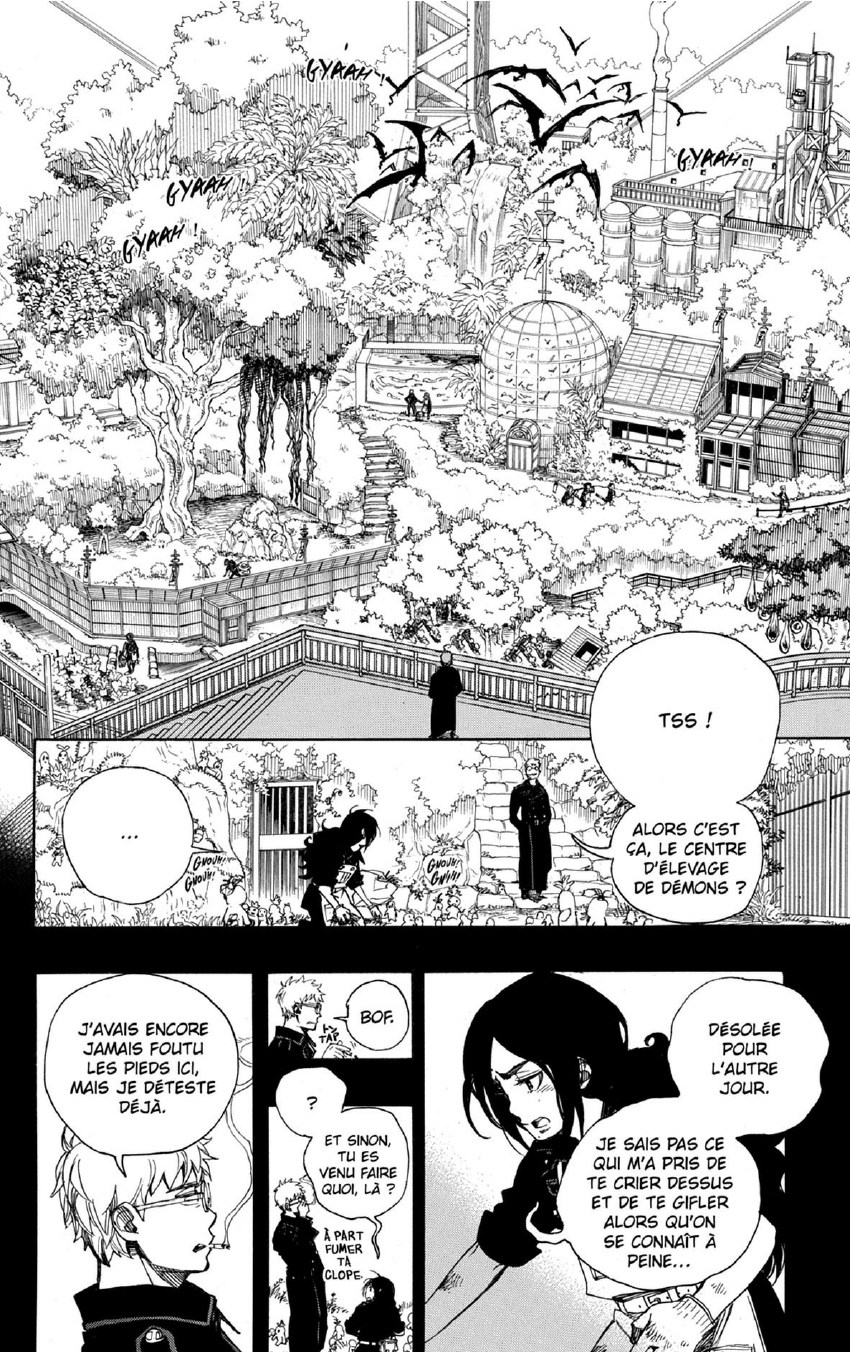 GYAAH !
GYAAH !
GYAAH !
GYAAH !
TSS !
ALORS C'EST
ÇA, LE CENTRE
D'ÉLEVAGE
DE DÉMONS ?
GNOUH!
GNIH!
GNOUH!
GNOUH!
...
DÉSOLÉE
POUR
L'AUTRE
JOUR.
JE SAIS PAS CE
QUI M'A PRIS DE
TE CRIER DESSUS
ET DE TE GIFLER
ALORS QU'ON
SE CONNAÎT À
PEINE...
BOF.
TAP
?
ET SINON,
TU ES
VENU FAIRE
QUOI, LÀ ?
À PART
FUMER
TA
CLOPE.
J'AVAIS ENCORE
JAMAIS FOUTU
LES PIEDS ICI,
MAIS JE DÉTESTE
DÉJÀ.